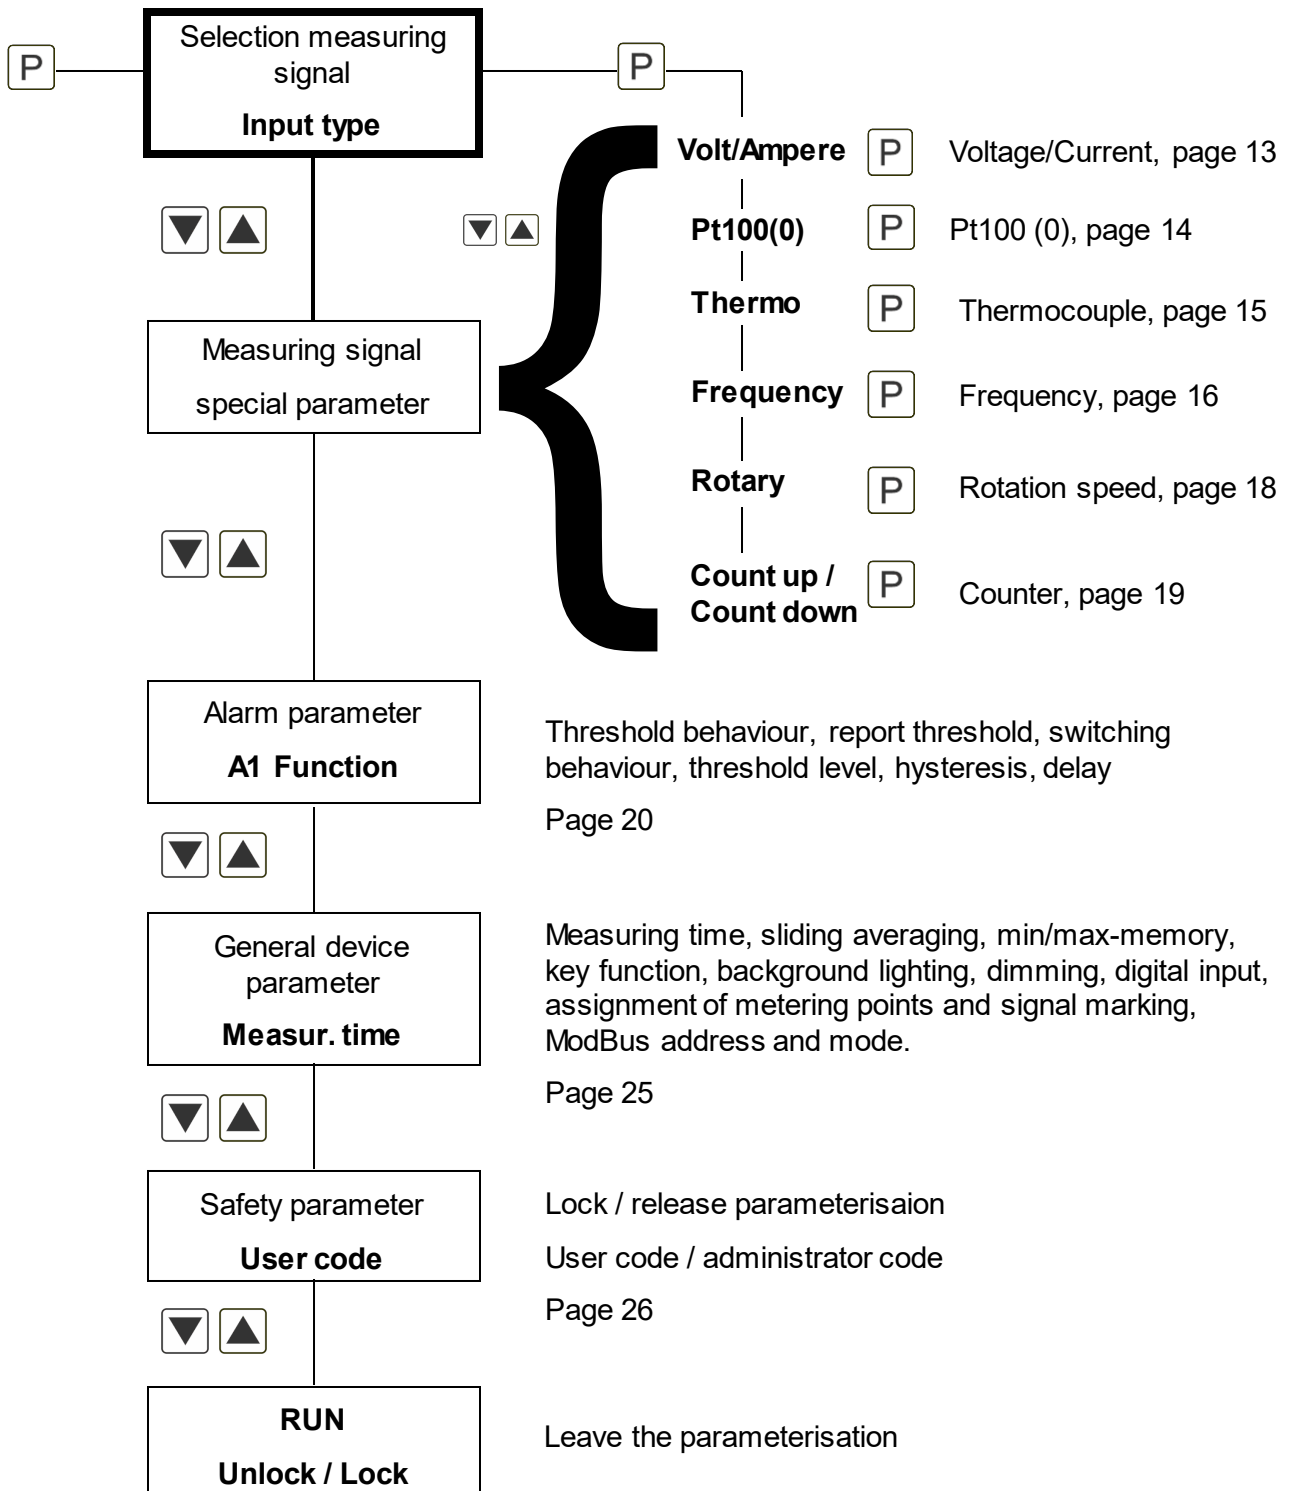 P
Selection measuring
signal
Input type
P
Volt/Ampere P Voltage/Current, page 13
Pt100(0) P Pt100 (0), page 14
Thermo P Thermocouple, page 15
Measuring signal
special parameter
Frequency P Frequency, page 16
Rotary P Rotation speed, page 18
Count up /
Count down P Counter, page 19
Alarm parameter
A1 Function
Threshold behaviour, report threshold, switching
behaviour, threshold level, hysteresis, delay
Page 20
General device
parameter
Measur. time
Measuring time, sliding averaging, min/max-memory,
key function, background lighting, dimming, digital input,
assignment of metering points and signal marking,
ModBus address and mode.
Page 25
Safety parameter
User code
Lock / release parameterisaion
User code / administrator code
Page 26
RUN
Unlock / Lock
Leave the parameterisation